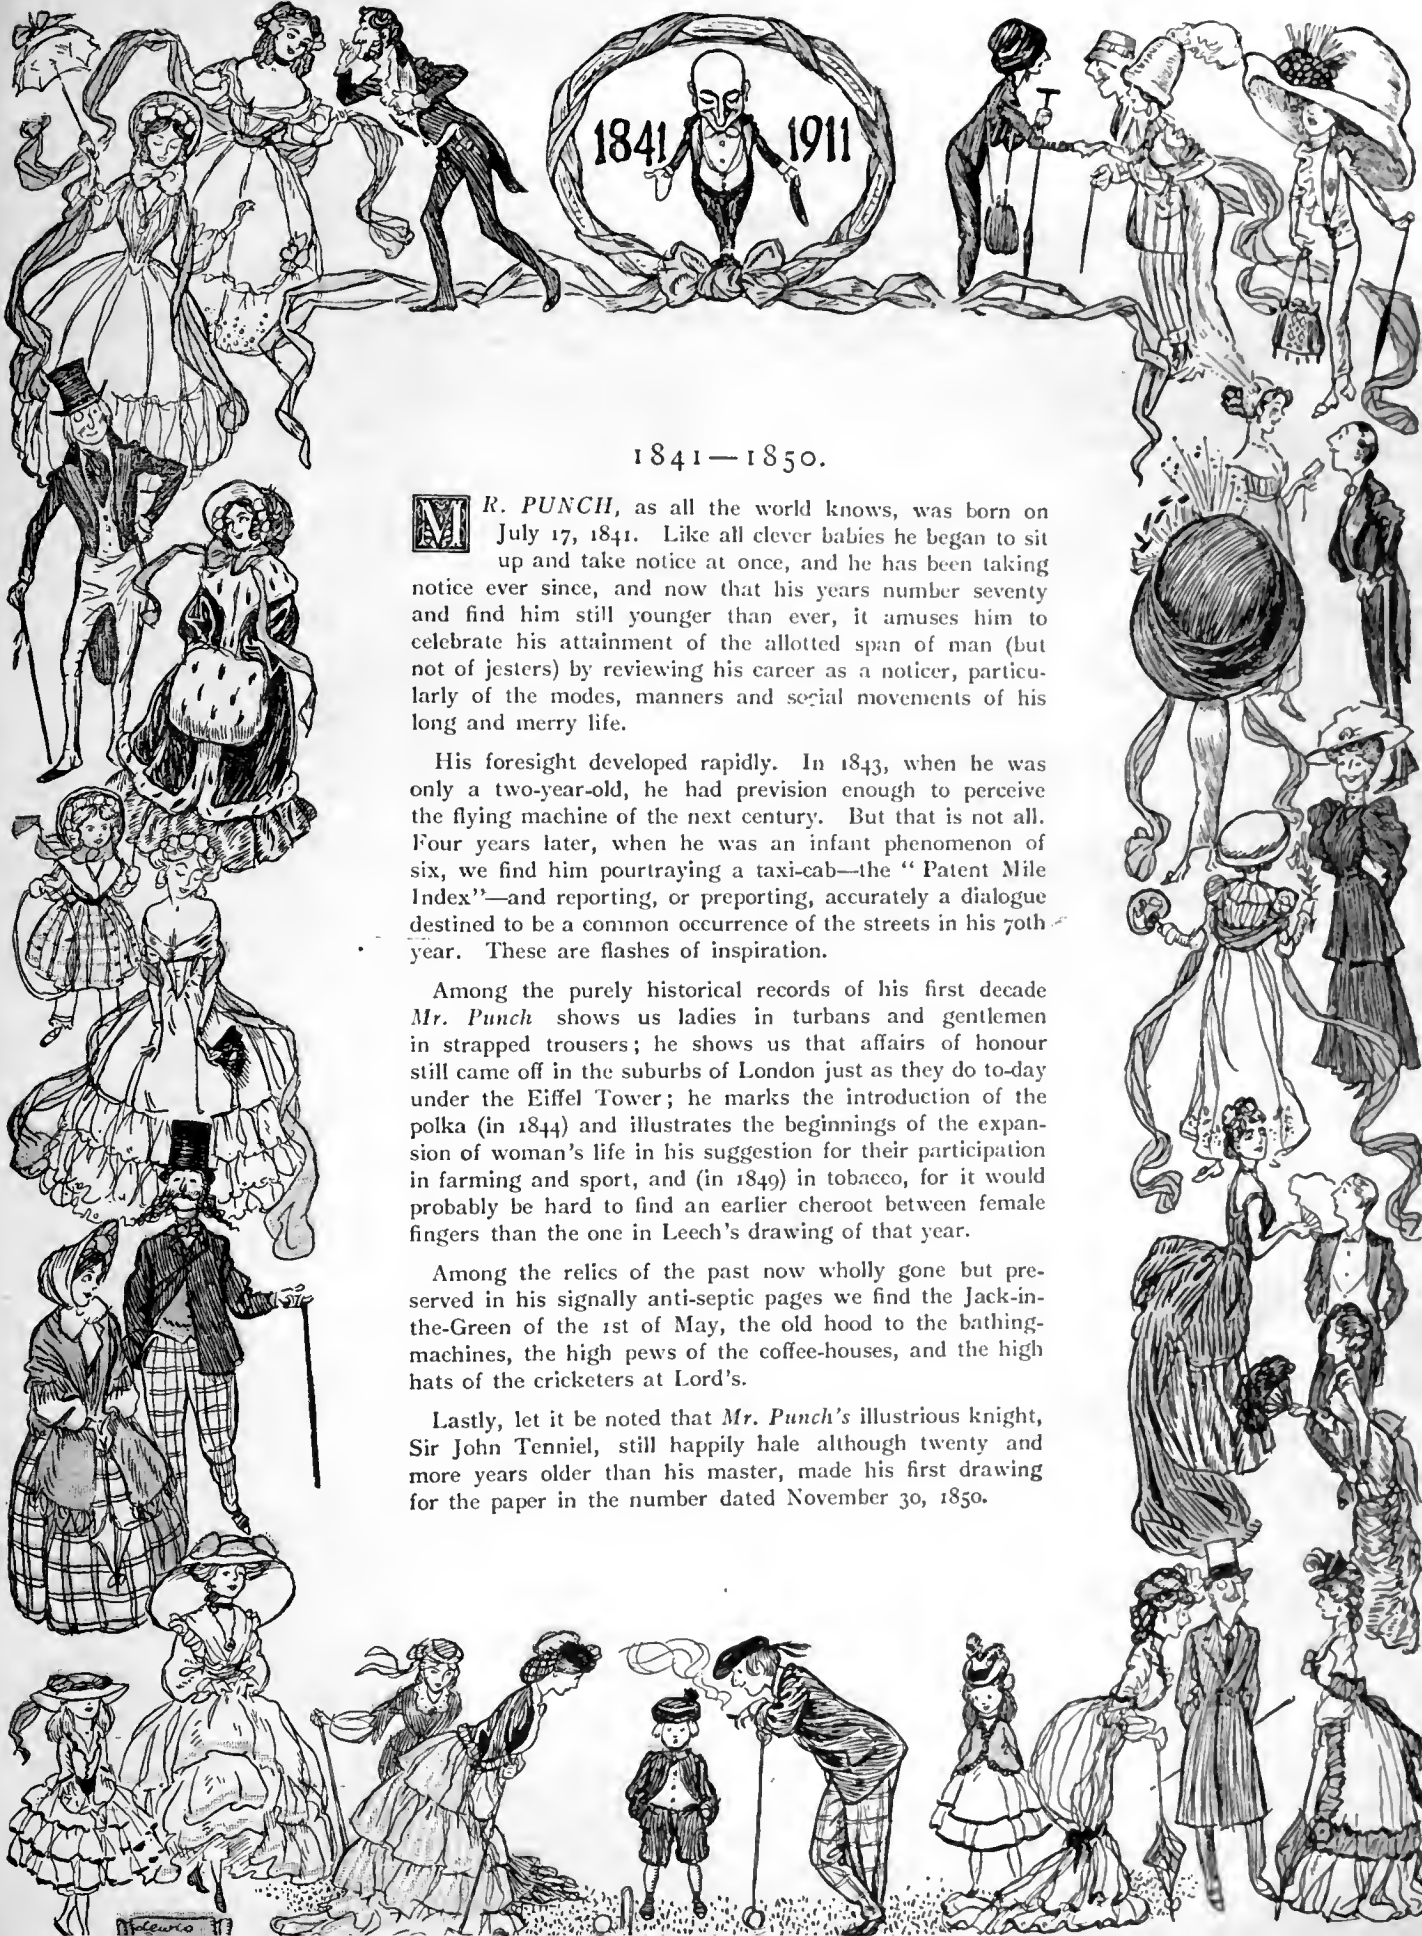 1841 1911
1841—1850.
MR. PUNCH, as all the world knows, was born on
July 17, 1841. Like all clever babies he began to sit
up and take notice at once, and he has been taking
notice ever since, and now that his years number seventy
and find him still younger than ever, it amuses him to
celebrate his attainment of the allotted span of man (but
not of jesters) by reviewing his career as a noticer, particu-
larly of the modes, manners and social movements of his
long and merry life.
His foresight developed rapidly. In 1843, when he was
only a two-year-old, he had prevision enough to perceive
the flying machine of the next century. But that is not all.
Four years later, when he was an infant phenomenon of
six, we find him pourtraying a taxi-cab—the "Patent Mile
Index"—and reporting, or preporting, accurately a dialogue
destined to be a common occurrence of the streets in his 70th
year. These are flashes of inspiration.
Among the purely historical records of his first decade
Mr. Punch shows us ladies in turbans and gentlemen
in strapped trousers; he shows us that affairs of honour
still came off in the suburbs of London just as they do to-day
under the Eiffel Tower; he marks the introduction of the
polka (in 1844) and illustrates the beginnings of the expan-
sion of woman's life in his suggestion for their participation
in farming and sport, and (in 1849) in tobacco, for it would
probably be hard to find an earlier cheroot between female
fingers than the one in Leech's drawing of that year.
Among the relics of the past now wholly gone but pre-
served in his signally anti-septic pages we find the Jack-in-
the-Green of the 1st of May, the old hood to the bathing-
machines, the high pews of the coffee-houses, and the high
hats of the cricketers at Lord's.
Lastly, let it be noted that Mr. Punch's illustrious knight,
Sir John Tenniel, still happily hale although twenty and
more years older than his master, made his first drawing
for the paper in the number dated November 30, 1850.